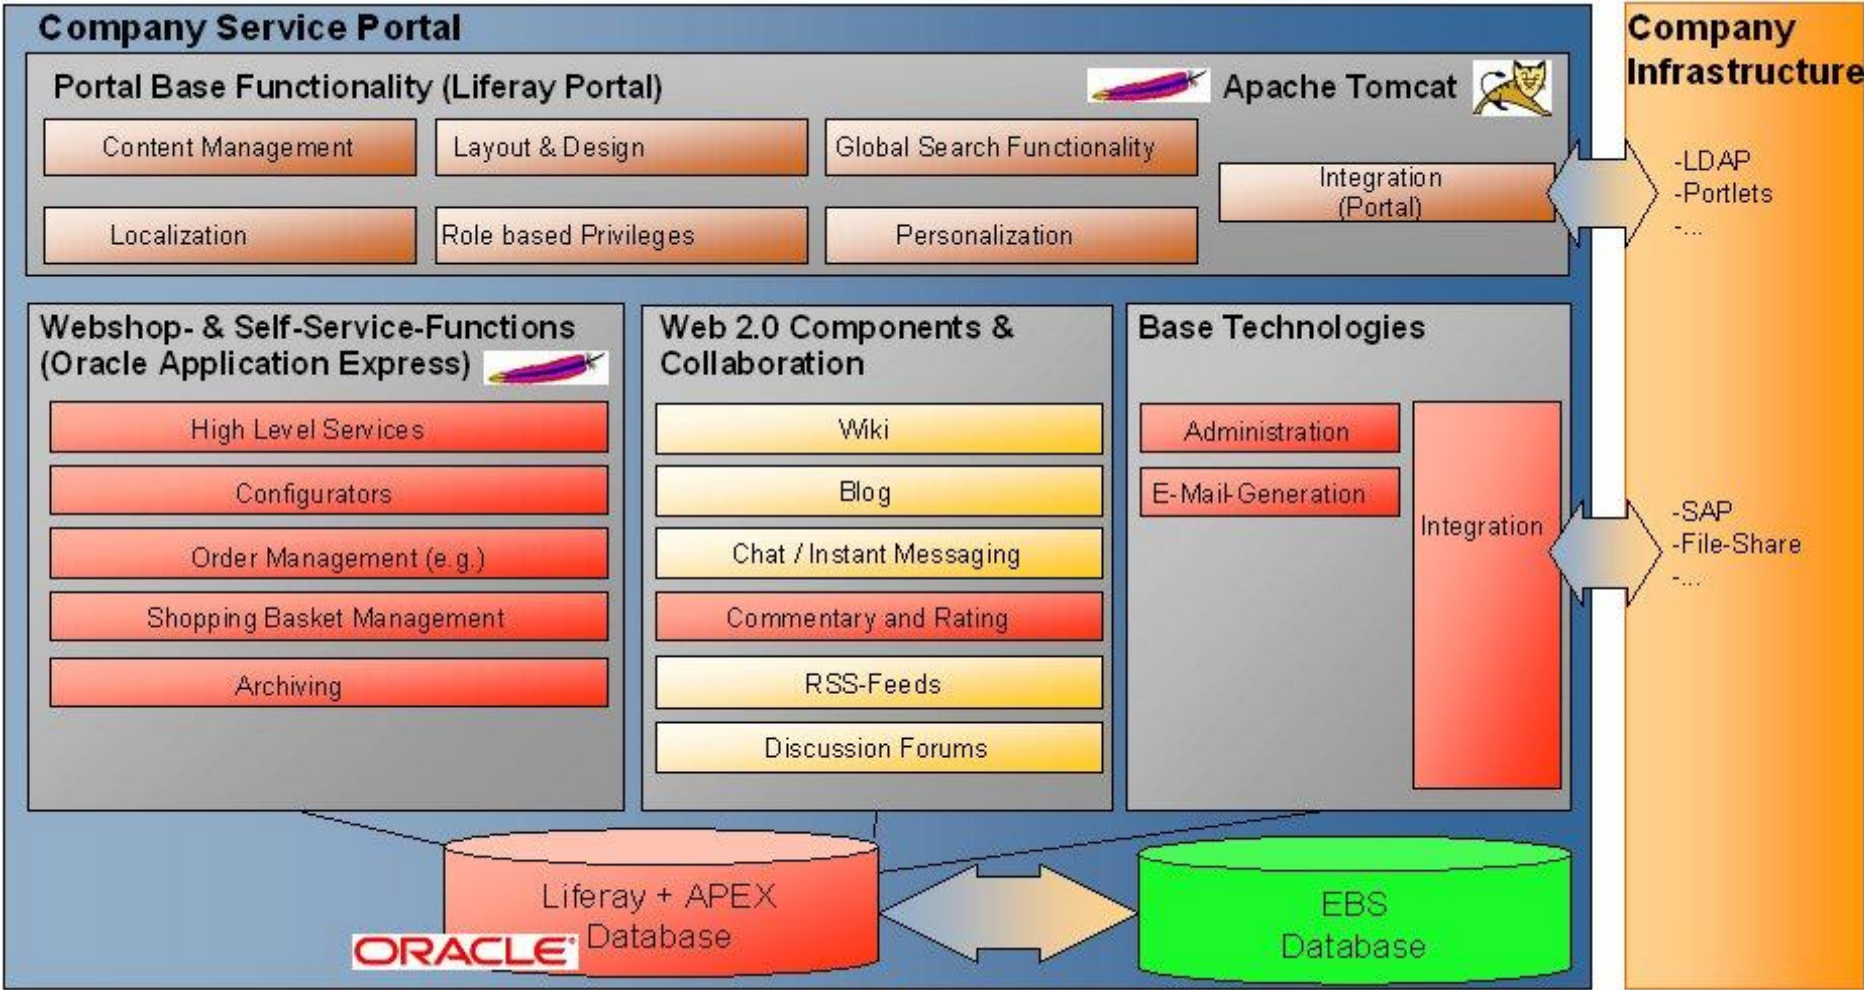 Company Service Portal
Company
Infrastructure
Portal Base Functionality (Liferay Portal)
Apache Tomcat
Content Management
Layout & Design
Global Search Functionality
Integration
(Portal)
Localization
Role based Privileges
Personalization
-LDAP
-Portlets
-...
Webshop- & Self-Service-Functions
(Oracle Application Express)
High Level Services
Configurators
Order Management (e.g.)
Shopping Basket Management
Archiving
Web 2.0 Components &
Collaboration
Wiki
Blog
Chat / Instant Messaging
Commentary and Rating
RSS-Feeds
Discussion Forums
Base Technologies
Administration
E-Mail-Generation
Integration
-SAP
-File-Share
-...
Liferay + APEX
Database
ORACLE
EBS
Database